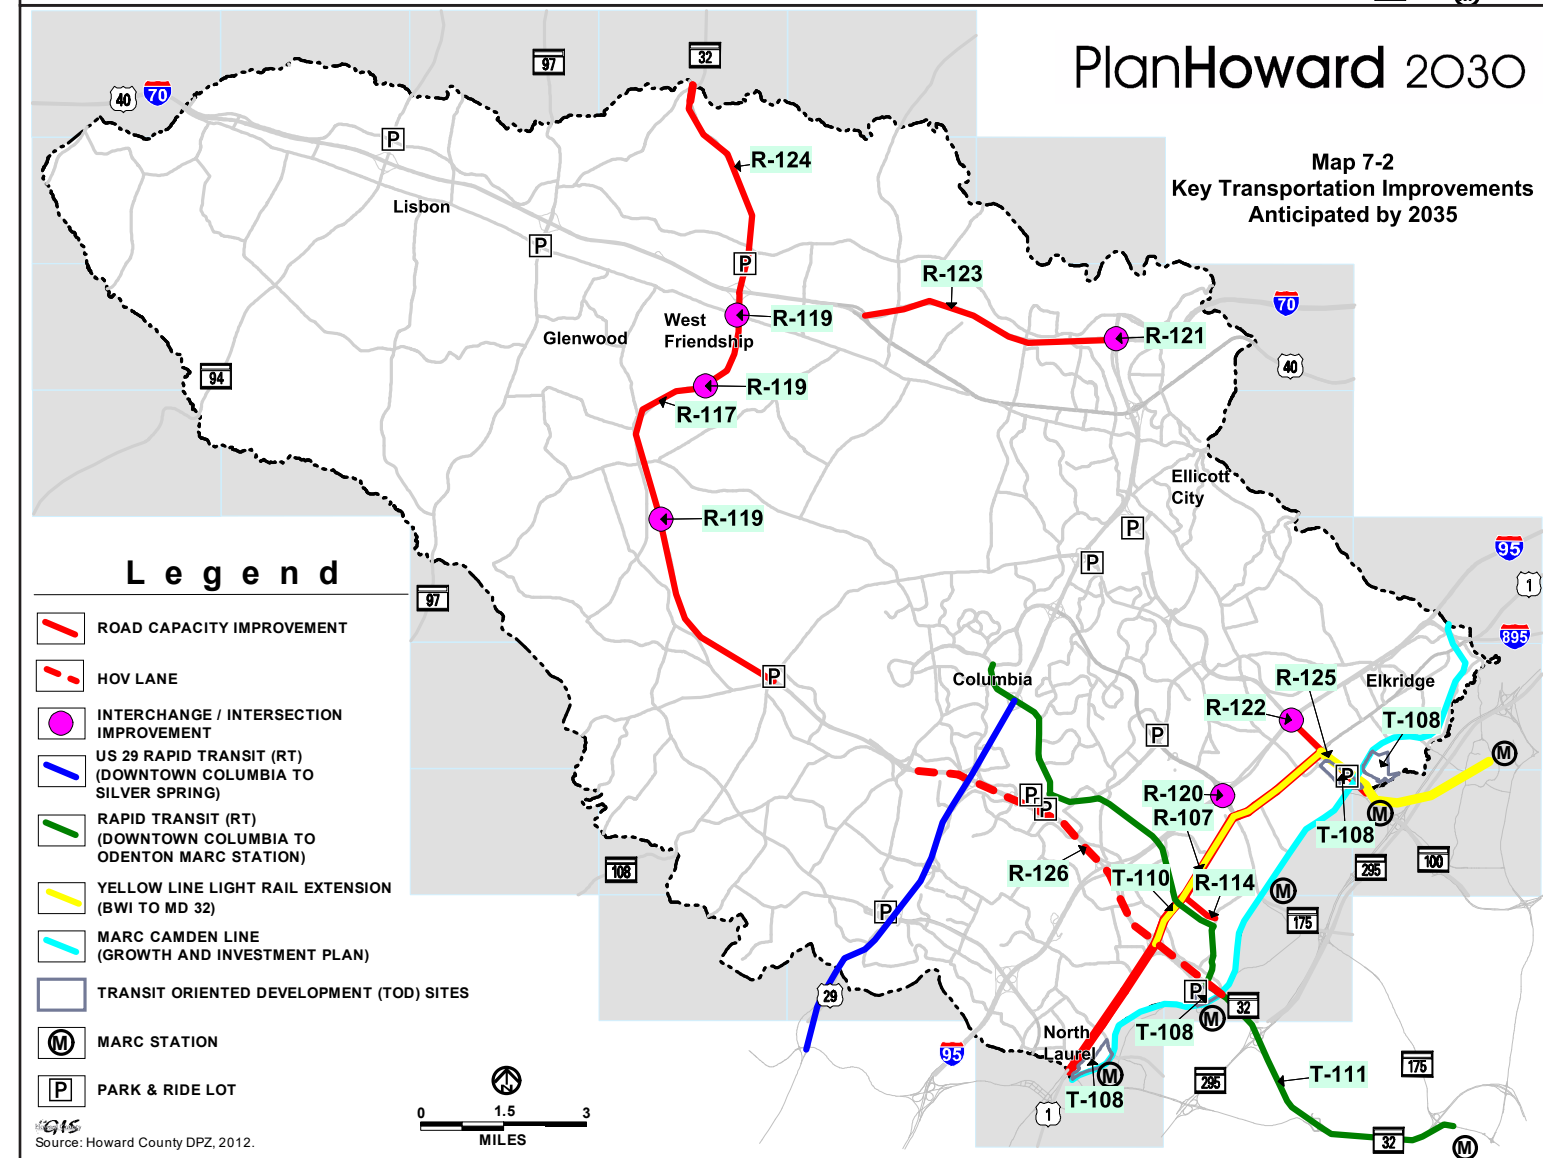 PlanHoward 2030
Map 7-2
Key Transportation Improvements
Anticipated by 2035
97
32
40
70
P
R-124
Lisbon
P
P
R-123
70
R-119
West
Friendship
Glenwood
R-121
40
94
R-119
R-117
Ellicott
City
R-119
P
P
95
1
97
895
Legend
ROAD CAPACITY IMPROVEMENT
HOV LANE
INTERCHANGE / INTERSECTION
IMPROVEMENT
US 29 RAPID TRANSIT (RT)
(DOWNTOWN COLUMBIA TO
SILVER SPRING)
RAPID TRANSIT (RT)
(DOWNTOWN COLUMBIA TO
ODENTON MARC STATION)
YELLOW LINE LIGHT RAIL EXTENSION
(BWI TO MD 32)
MARC CAMDEN LINE
(GROWTH AND INVESTMENT PLAN)
TRANSIT ORIENTED DEVELOPMENT (TOD) SITES
M MARC STATION
P PARK & RIDE LOT
GIS
Source: Howard County DPZ, 2012.
0 1.5 3
MILES
P
Columbia
R-125
Elkridge
R-122
T-108
P
M
P
P
P
R-120
R-107
M
T-108
108
R-126
T-110
R-114
295
100
M
P
175
29
P
32
M
T-108
North
Laurel
95
M
T-108
1
295
175
T-111
32
M